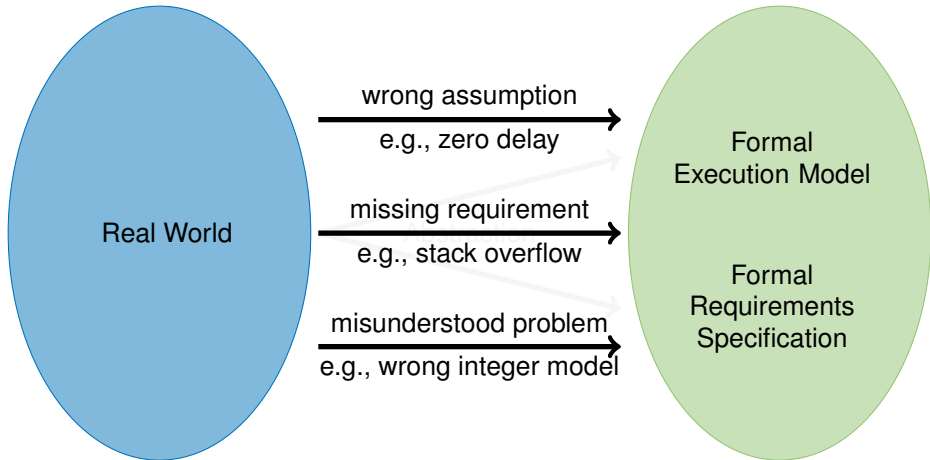 wrong assumption
e.g., zero delay
Formal
Execution Model
Real World
missing requirement
Abstraction
e.g., stack overflow
Formal
Requirements
Specification
misunderstood problem
e.g., wrong integer model